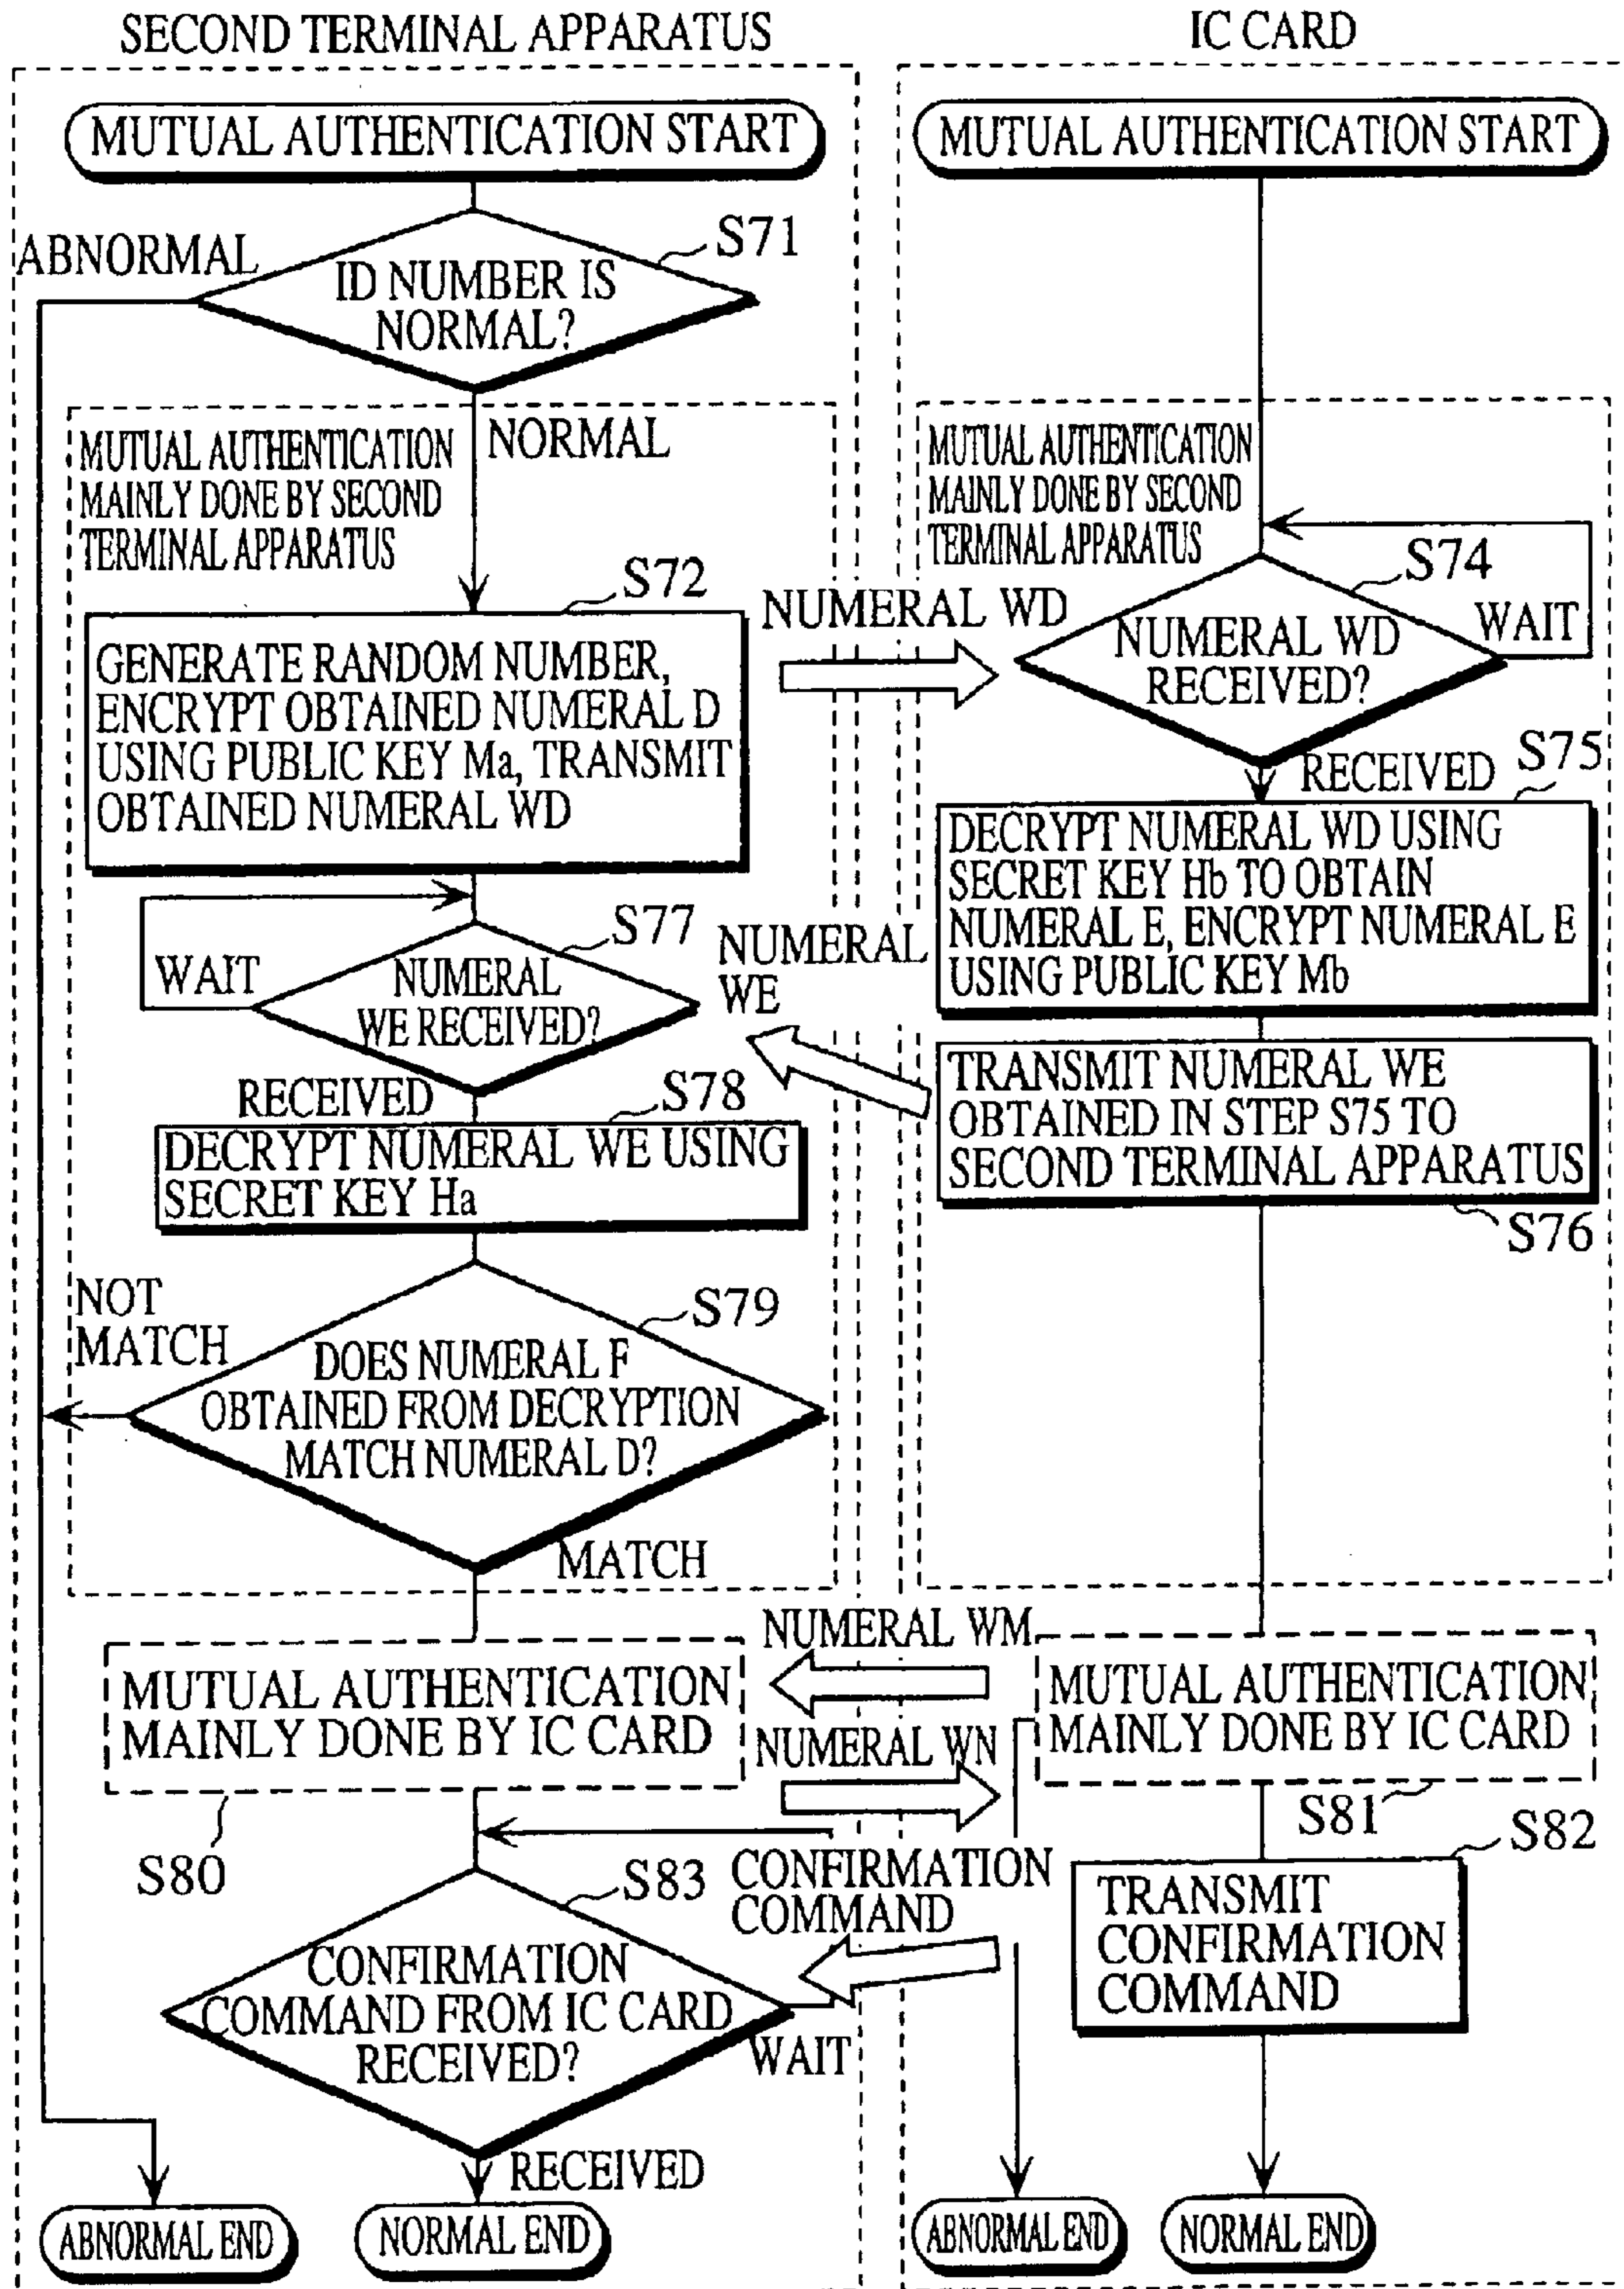 SECOND TERMINAL APPARATUS
IC CARD
MUTUAL AUTHENTICATION START
MUTUAL AUTHENTICATION START
S71
ABNORMAL
ID NUMBER IS
NORMAL?
MUTUAL AUTHENTICATION
MAINLY DONE BY SECOND
TERMINAL APPARATUS
NORMAL
MUTUAL AUTHENTICATION
MAINLY DONE BY SECOND
TERMINAL APPARATUS
S72
GENERATE RANDOM NUMBER,
ENCRYPT OBTAINED NUMERAL D
USING PUBLIC KEY Ma, TRANSMIT
OBTAINED NUMERAL WD
NUMERAL WD
S74
NUMERAL WD
RECEIVED?
WAIT
RECEIVED
S75
DECRYPT NUMERAL WD USING
SECRET KEY Hb TO OBTAIN
NUMERAL E, ENCRYPT NUMERAL E
USING PUBLIC KEY Mb
S77
WAIT
NUMERAL
WE RECEIVED?
NUMERAL
WE
TRANSMIT NUMERAL WE
OBTAINED IN STEP S75 TO
SECOND TERMINAL APPARATUS
S76
RECEIVED
S78
DECRYPT NUMERAL WE USING
SECRET KEY Ha
NOT
MATCH
S79
DOES NUMERAL F
OBTAINED FROM DECRYPTION
MATCH NUMERAL D?
MATCH
NUMERAL WM
MUTUAL AUTHENTICATION
MAINLY DONE BY IC CARD
S80
NUMERAL WN
MUTUAL AUTHENTICATION
MAINLY DONE BY IC CARD
S81
S82
TRANSMIT
CONFIRMATION
COMMAND
S83
CONFIRMATION
COMMAND
CONFIRMATION
COMMAND FROM IC CARD
RECEIVED?
WAIT
RECEIVED
ABNORMAL END
NORMAL END
ABNORMAL END
NORMAL END